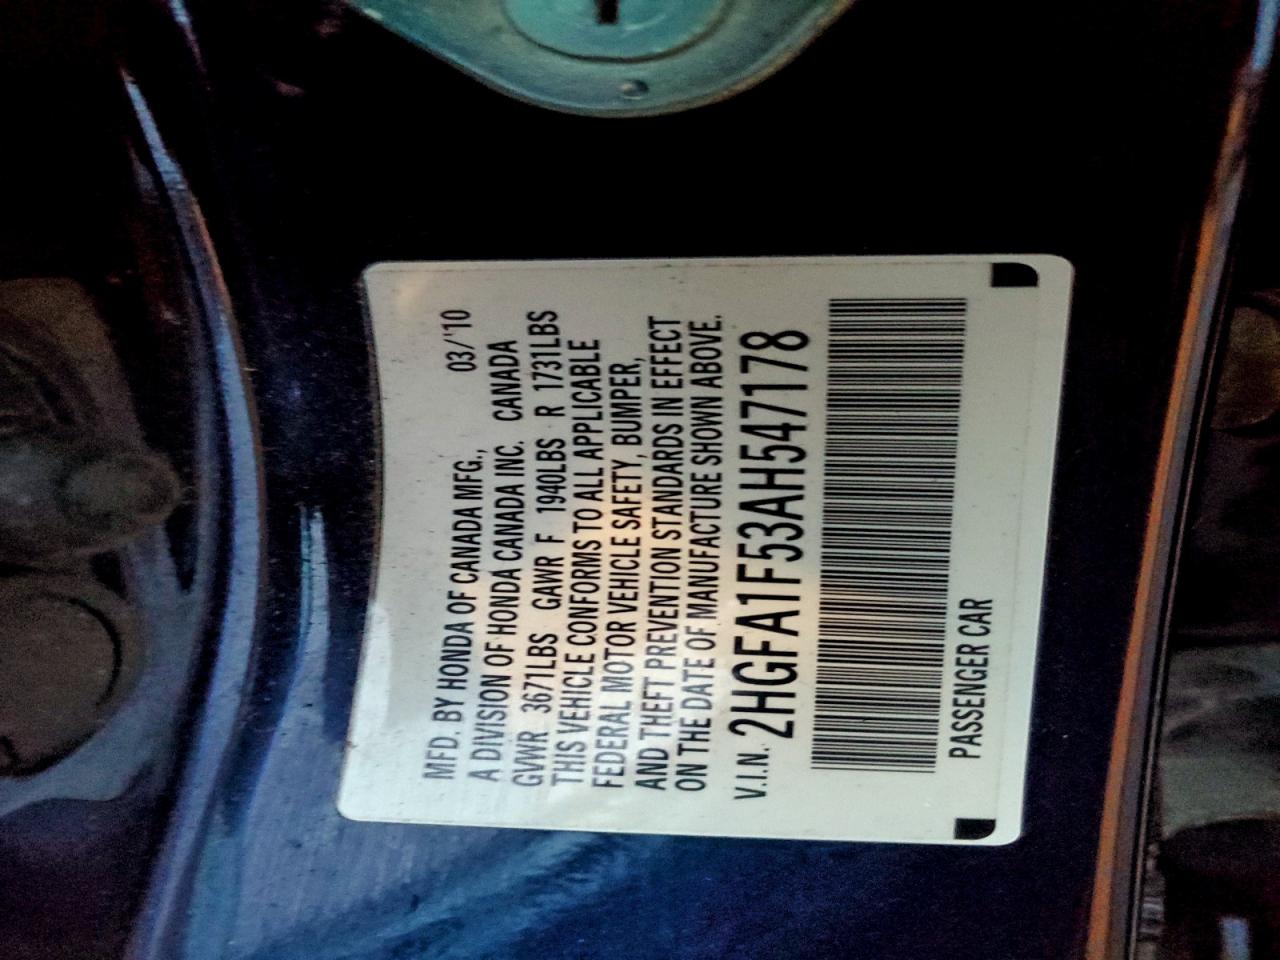 MFD. BY HONDA OF CANADA MFG., 03/'10
A DIVISION OF HONDA CANADA INC. CANADA
GVWR 3671LBS GAWR F 1940LBS R 1731LBS
THIS VEHICLE CONFORMS TO ALL APPLICABLE
FEDERAL MOTOR VEHICLE SAFETY, BUMPER,
AND THEFT PREVENTION STANDARDS IN EFFECT
ON THE DATE OF MANUFACTURE SHOWN ABOVE.
V.I.N. 2HGFA1F53AH547178
PASSENGER CAR